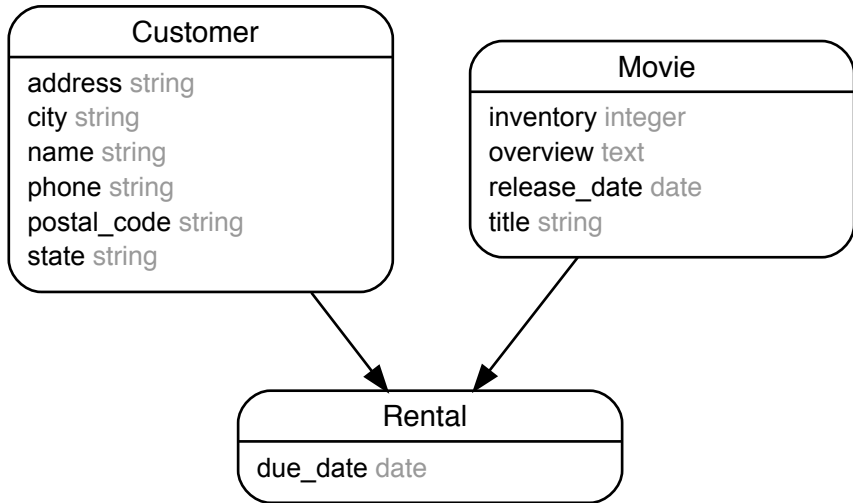 Customer
address string
city string
name string
phone string
postal_code string
state string
Movie
inventory integer
overview text
release_date date
title string
Rental
due_date date